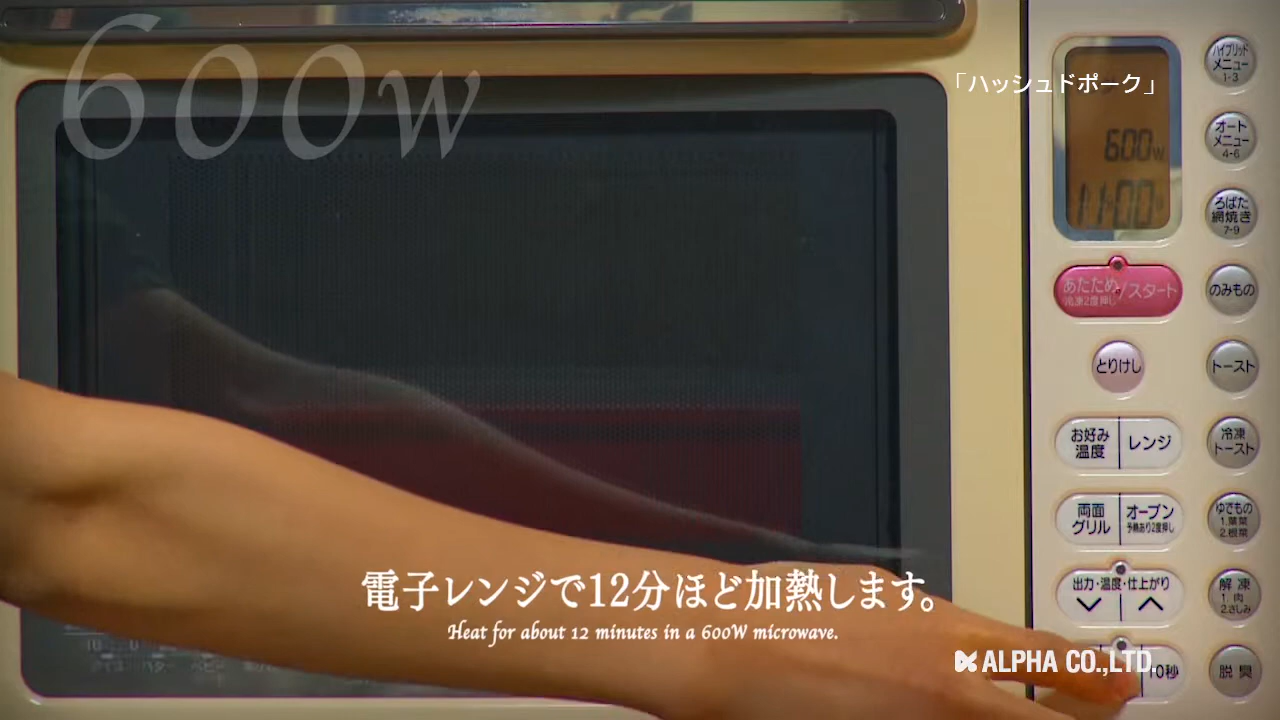 600w
「ハッシュドポーク」
600w
11:00
ハイブリッド
メニュー
1-3
オート
メニュー
4-6
ろばた
網焼き
7-9
あたため/スタート
冷凍2度押し
のみもの
とりけし
トースト
お好み
温度
レンジ
冷凍
トースト
両面
グリル
オーブン
予熱あり2度押し
ゆでもの
1.葉菜
2.根菜
出力・温度・仕上がり
解凍
1.肉
2.さしみ
10秒
脱臭
電子レンジで12分ほど加熱します。
Heat for about 12 minutes in a 600W microwave.
ALPHA CO.,LTD.